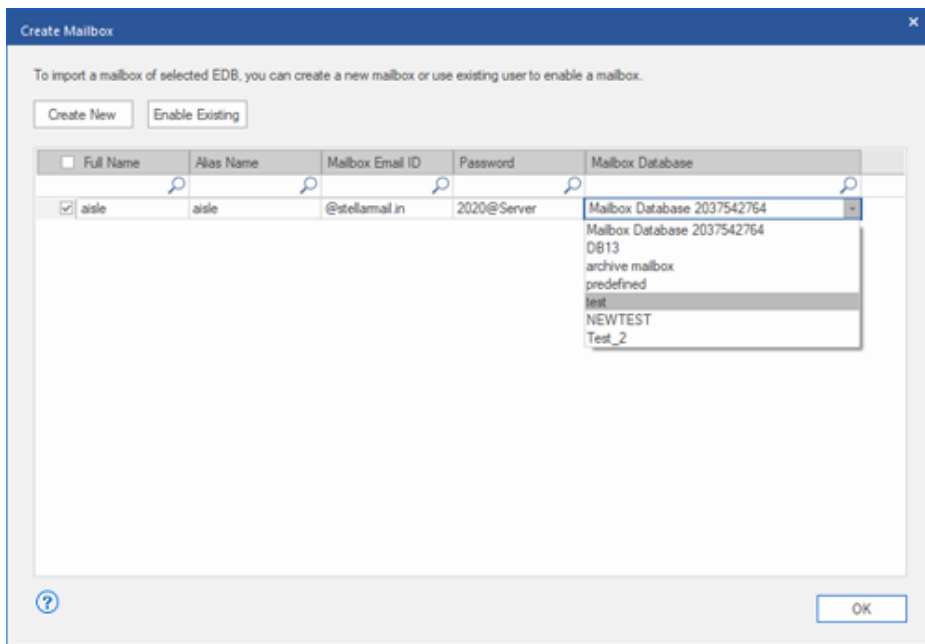 Create Mailbox
To import a mailbox of selected EDB, you can create a new mailbox or use existing user to enable a mailbox.
Create New Enable Existing
Full Name Alias Name Mailbox Email ID Password Mailbox Database
aisle aisle @stellarmail.in 2020@Server Mailbox Database 2037542764
Mailbox Database 2037542764
DB13
archive mailbox
predefined
test
NEWTEST
Test_2
? OK